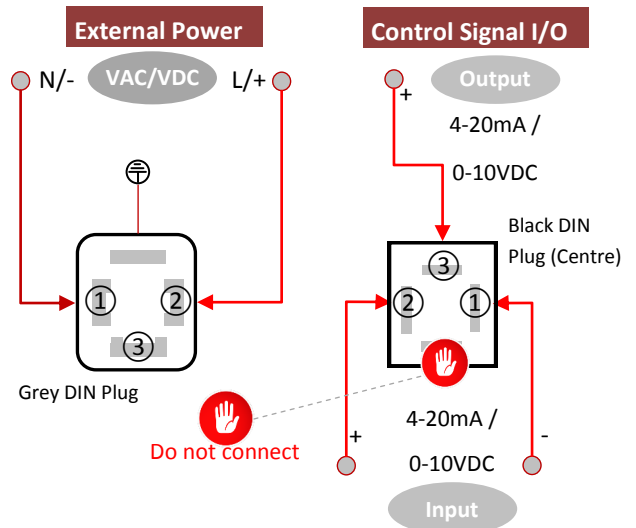 External Power
N/-
VAC/VDC
L/+
1
2
3
Grey DIN Plug
Do not connect
Control Signal I/O
Output
+
4-20mA /
0-10VDC
Black DIN
Plug (Centre)
3
2
1
+
4-20mA /
-
0-10VDC
Input